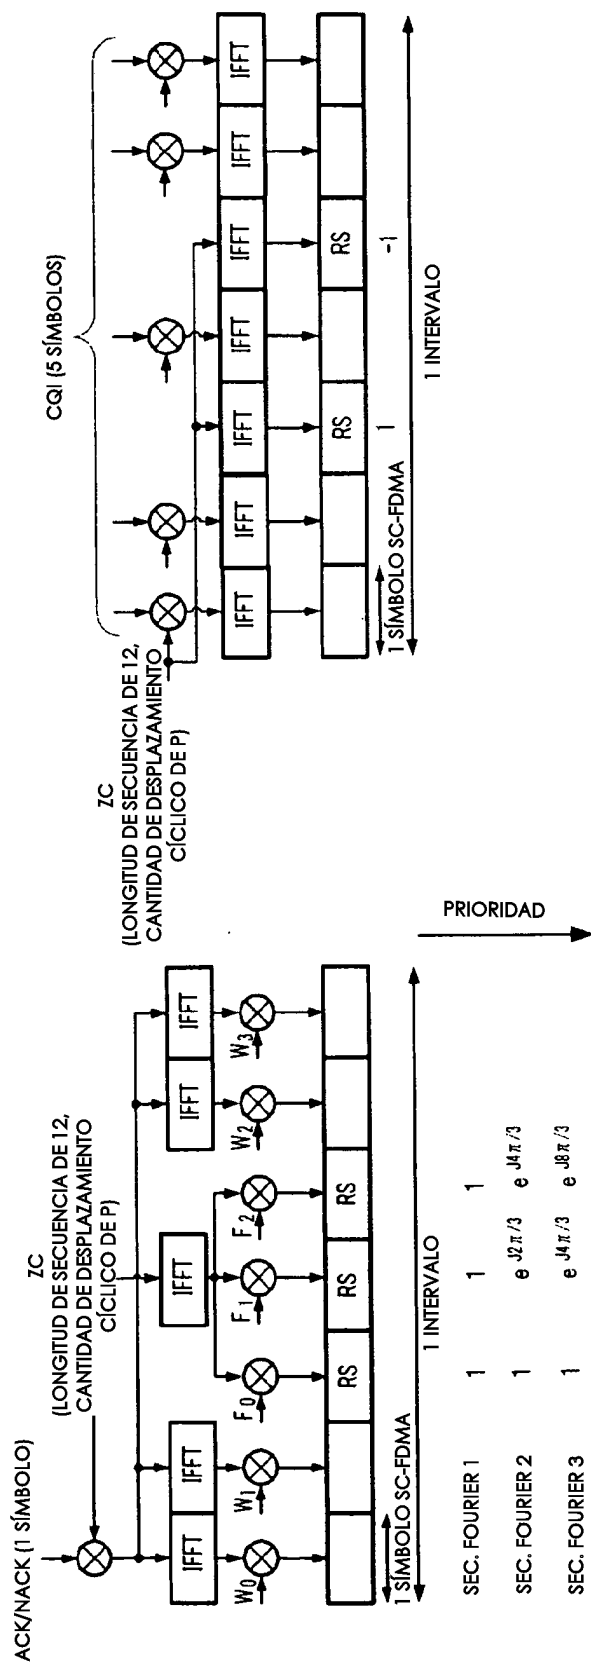 ACK/NACK (1 SÍMBOLO)
ZC
(LONGITUD DE SECUENCIA DE 12,
CANTIDAD DE DESPLAZAMIENTO
CÍCLICO DE P)
IFFT
IFFT
IFFT
IFFT
IFFT
W0
W1
F0
F1
F2
W2
W3
RS
RS
RS
1 SÍMBOLO SC-FDMA
1 INTERVALO
SEC. FOURIER 1 1 1 1
SEC. FOURIER 2 1 e J2π/3 e J4π/3
SEC. FOURIER 3 1 e J4π/3 e J8π/3
PRIORIDAD
CQI (5 SÍMBOLOS)
ZC
(LONGITUD DE SECUENCIA DE 12,
CANTIDAD DE DESPLAZAMIENTO
CÍCLICO DE P)
IFFT
IFFT
IFFT
IFFT
IFFT
IFFT
IFFT
RS
RS
1 -1
1 SÍMBOLO SC-FDMA
1 INTERVALO